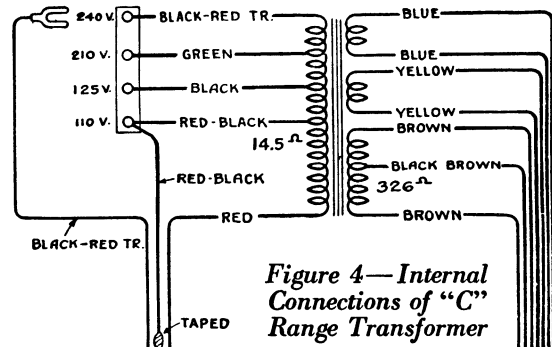 240 V. BLACK-RED TR. BLUE
210 V. GREEN BLUE
YELLOW
125 V. BLACK
YELLOW
110 V. RED-BLACK BROWN
14.5 Ω
BLACK BROWN
RED-BLACK 326 Ω
RED BROWN
BLACK-RED TR.
TAPED
Figure 4—Internal
Connections of "C"
Range Transformer